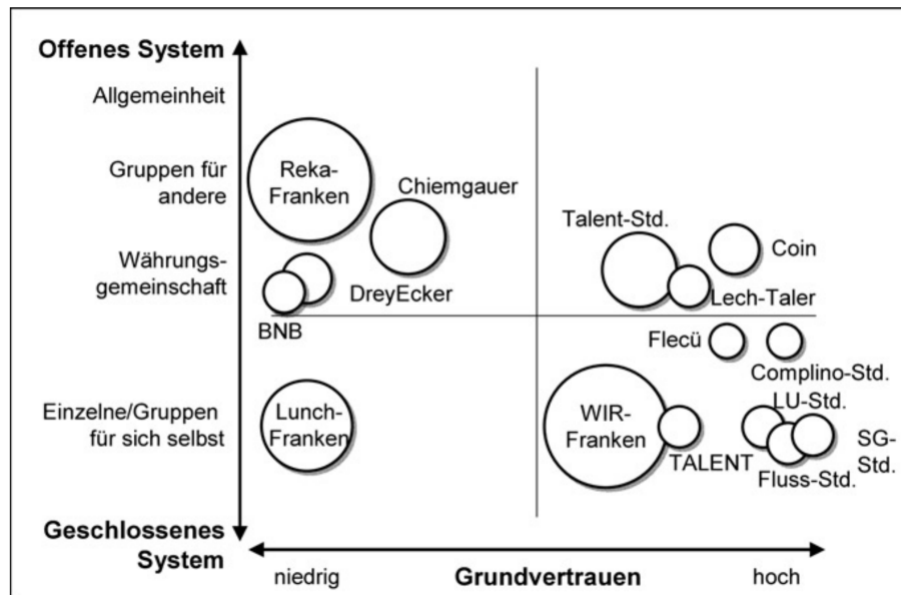 Offenes System
Allgemeinheit
Gruppen für
andere
Reka-
Franken
Chiemgauer
Talent-Std.
Coin
Währungs-
gemeinschaft
DreyEcker
Lech-Taler
BNB
Flecü
Complino-Std.
Einzelne/Gruppen
für sich selbst
Lunch-
Franken
WIR-
Franken
TALENT
LU-Std.
Fluss-Std.
SG-
Std.
Geschlossenes
System
niedrig
Grundvertrauen
hoch